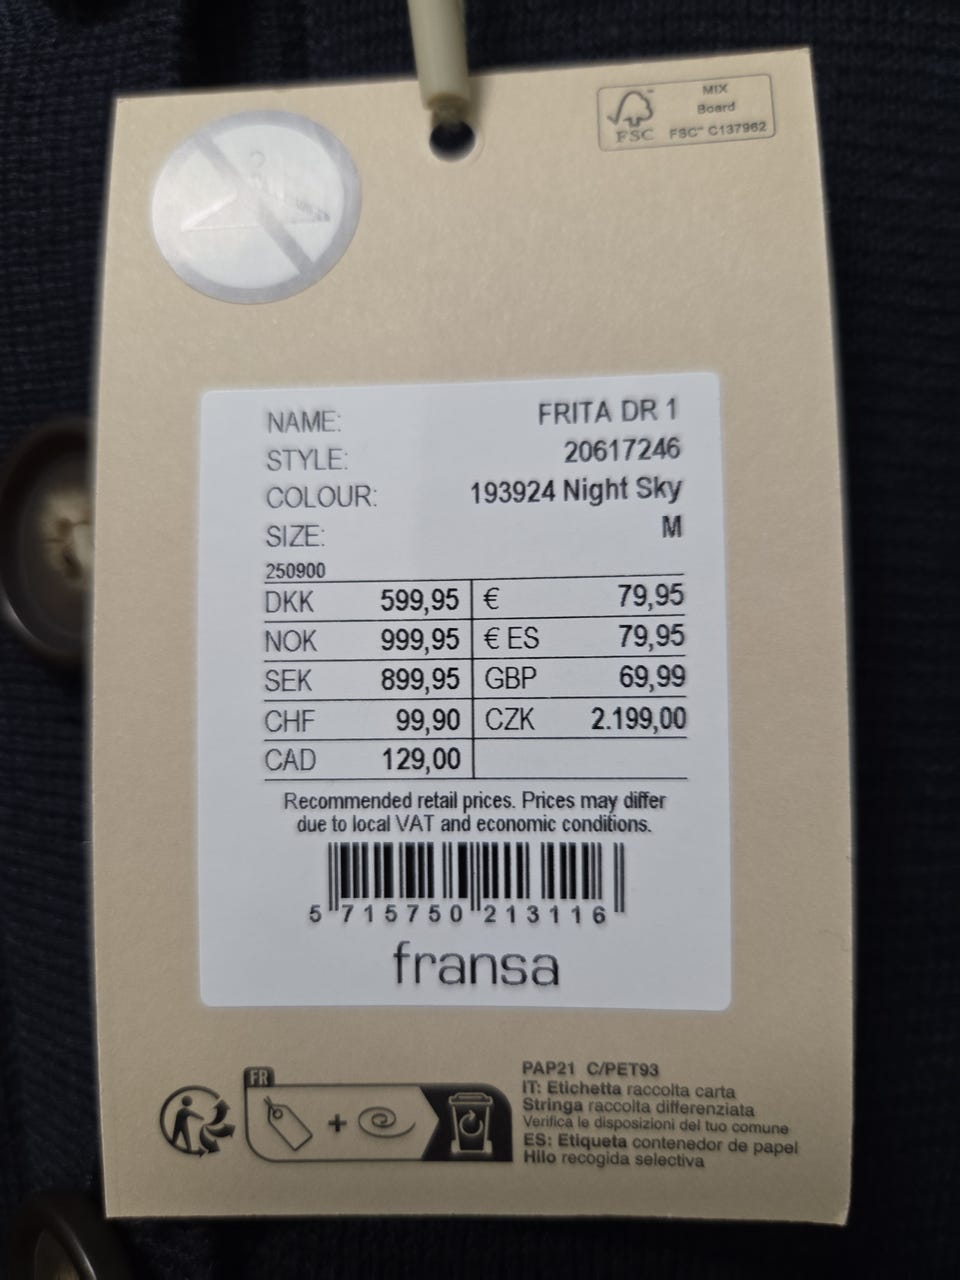 MIX
Board
FSC™ C137962
FSC
NAME: FRITA DR 1
STYLE: 20617246
COLOUR: 193924 Night Sky
SIZE: M
250900
DKK 599,95 € 79,95
NOK 999,95 € ES 79,95
SEK 899,95 GBP 69,99
CHF 99,90 CZK 2.199,00
CAD 129,00
Recommended retail prices. Prices may differ
due to local VAT and economic conditions.
5 715750 213116
fransa
FR
+
PAP21 C/PET93
IT: Etichetta raccolta carta
Stringa raccolta differenziata
Verifica le disposizioni del tuo comune
ES: Etiqueta contenedor de papel
Hilo recogida selectiva